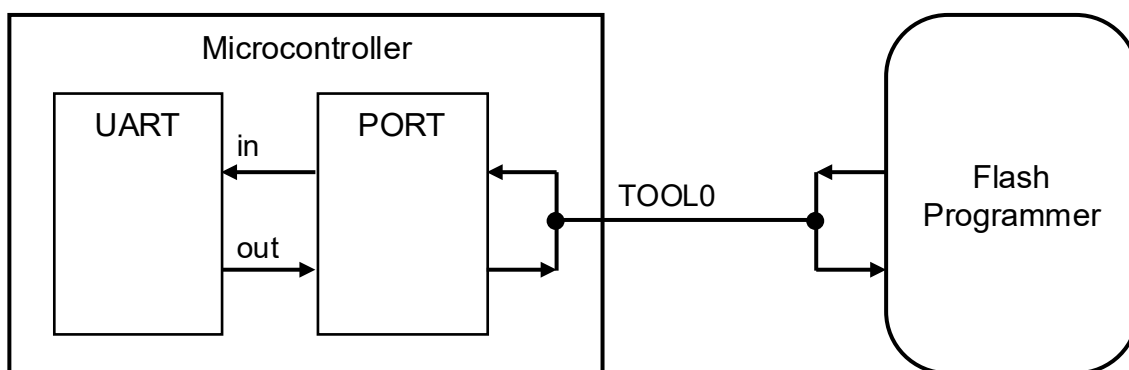 Microcontroller
UART
in
out
PORT
TOOL0
Flash
Programmer